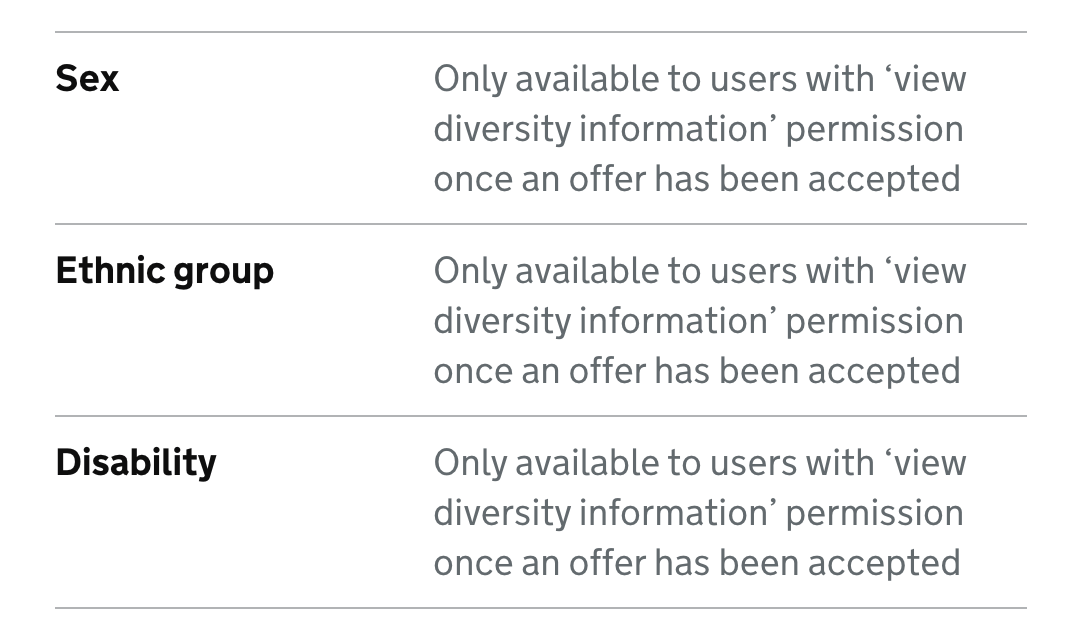 Sex
Only available to users with ‘view
diversity information’ permission
once an offer has been accepted
Ethnic group
Only available to users with ‘view
diversity information’ permission
once an offer has been accepted
Disability
Only available to users with ‘view
diversity information’ permission
once an offer has been accepted